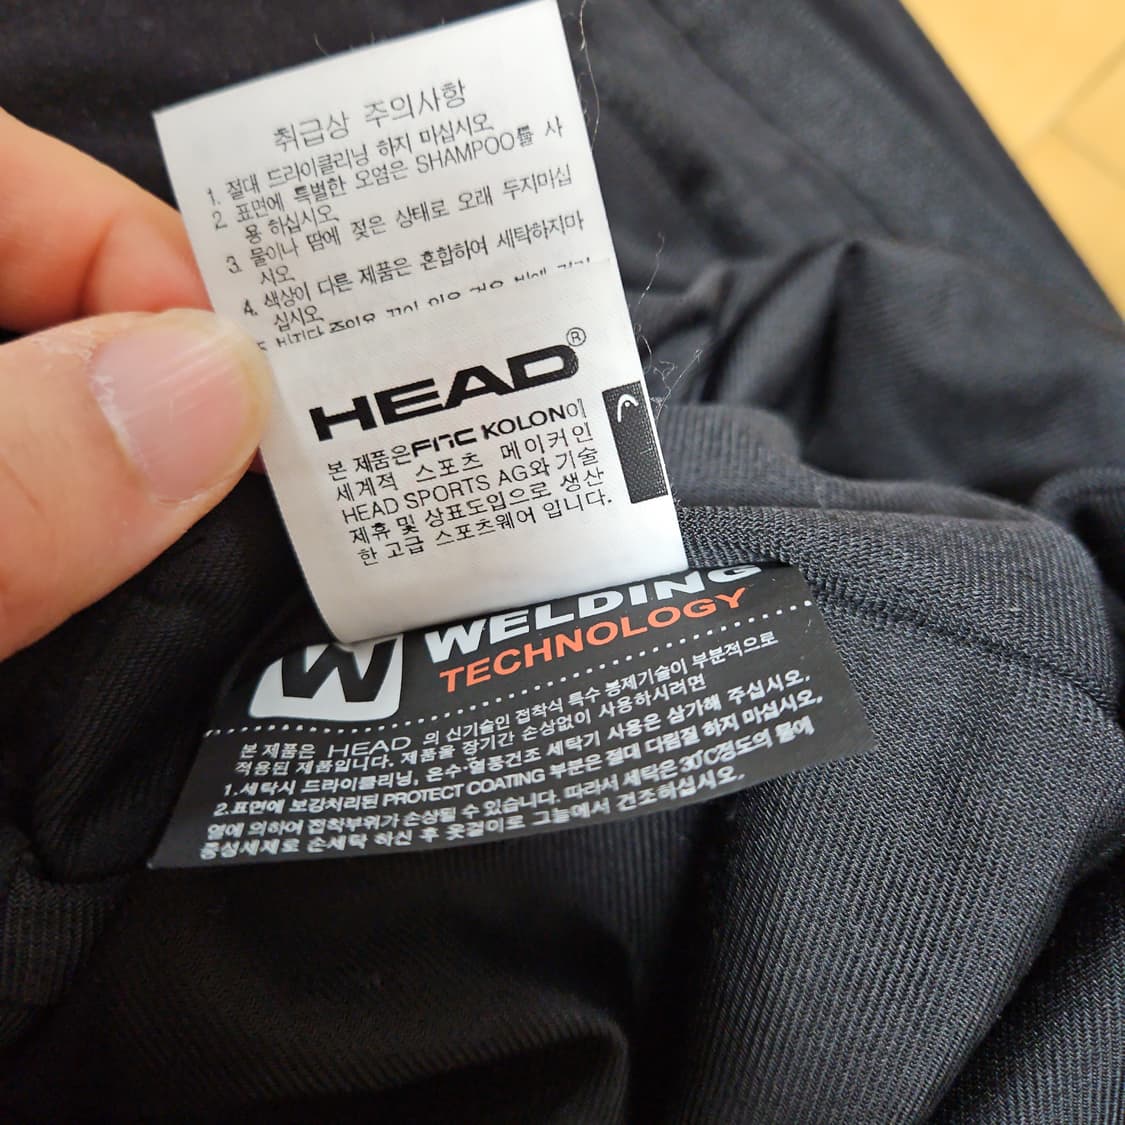 취급상 주의사항
1. 절대 드라이클리닝 하지 마십시오
2. 표면에 특별한 오염은 SHAMPOO를 사
용 하십시오
3. 물이나 땀에 젖은 상태로 오래 두지마십
시오
4. 색상이 다른 제품은 혼합하여 세탁하지마
십시오
HEAD®
본 제품은 FnC KOLON이
세계적 스포츠 메이커인
HEAD SPORTS AG와 기술
제휴 및 상표도입으로 생산
한 고급 스포츠웨어 입니다.
W WELDING
TECHNOLOGY
본 제품은 HEAD 의 신기술인 접착식 특수 봉제기술이 부분적으로
적용된 제품입니다. 제품을 장기간 손상없이 사용하시려면
1.세탁시 드라이클리닝, 온수·열풍건조 세탁기 사용은 삼가해 주십시오.
2.표면에 보강처리된 PROTECT COATING 부분은 절대 다림질 하지 마십시오,
열에 의하여 접착부위가 손상될 수 있습니다. 따라서 세탁은 30℃정도의 물에
중성세제로 손세탁 하신 후 옷걸이로 그늘에서 건조하십시오.